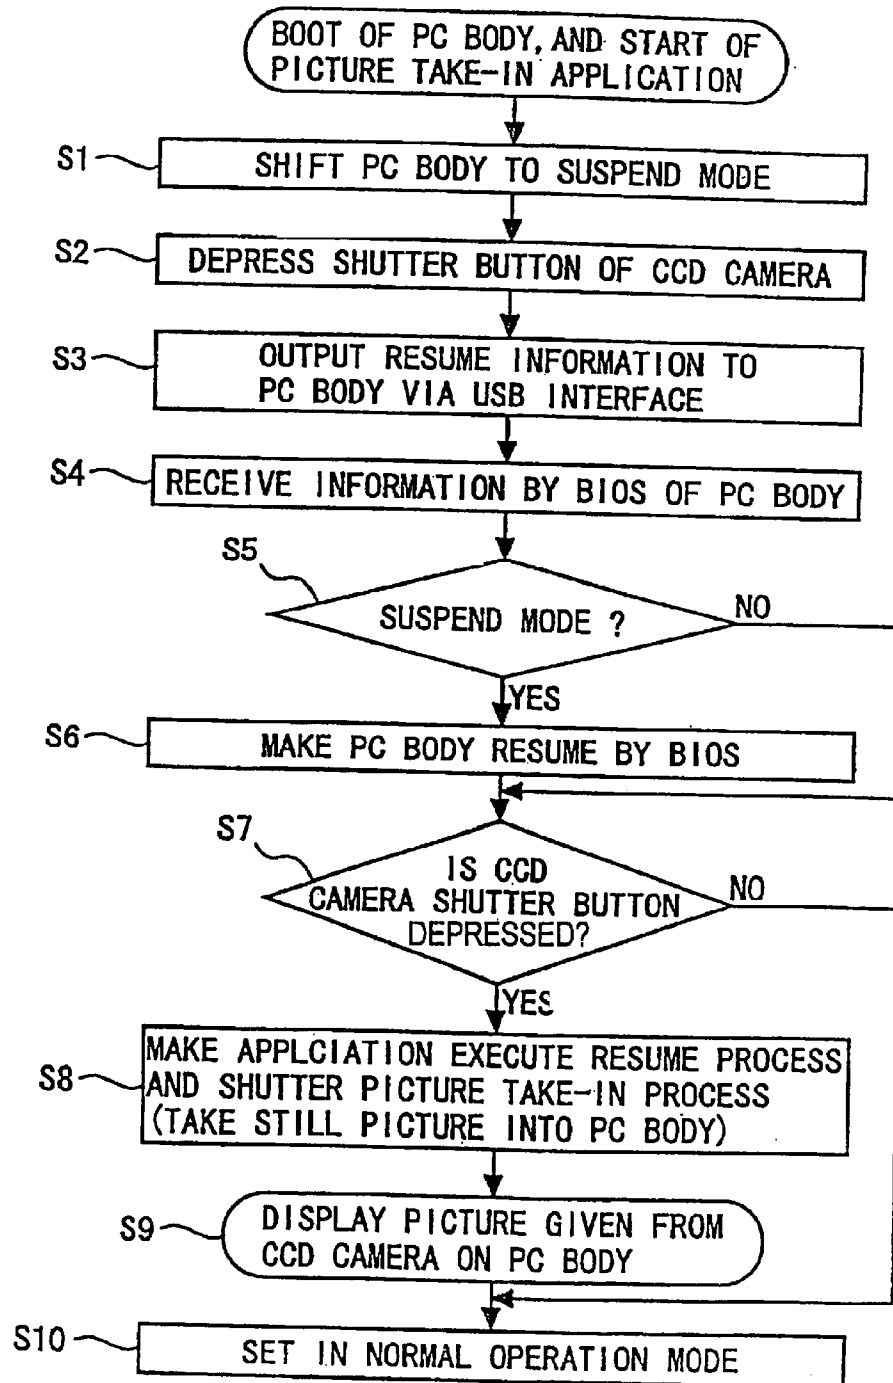 BOOT OF PC BODY, AND START OF
PICTURE TAKE-IN APPLICATION
S1
SHIFT PC BODY TO SUSPEND MODE
S2
DEPRESS SHUTTER BUTTON OF CCD CAMERA
S3
OUTPUT RESUME INFORMATION TO
PC BODY VIA USB INTERFACE
S4
RECEIVE INFORMATION BY BIOS OF PC BODY
S5
SUSPEND MODE ?
NO
YES
S6
MAKE PC BODY RESUME BY BIOS
S7
IS CCD
CAMERA SHUTTER BUTTON
DEPRESSED?
NO
YES
S8
MAKE APPLCIATION EXECUTE RESUME PROCESS
AND SHUTTER PICTURE TAKE-IN PROCESS
(TAKE STILL PICTURE INTO PC BODY)
S9
DISPLAY PICTURE GIVEN FROM
CCD CAMERA ON PC BODY
S10
SET IN NORMAL OPERATION MODE